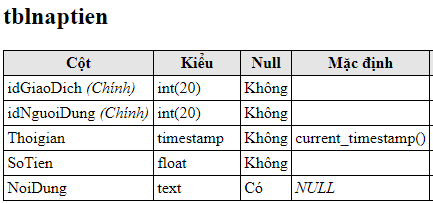 tblnaptien
Cột Kiểu Null Mặc định
idGiaoDich (Chính) int(20) Không
idNguoiDung (Chính) int(20) Không
Thoigian timestamp Không current_timestamp()
SoTien float Không
NoiDung text Có NULL